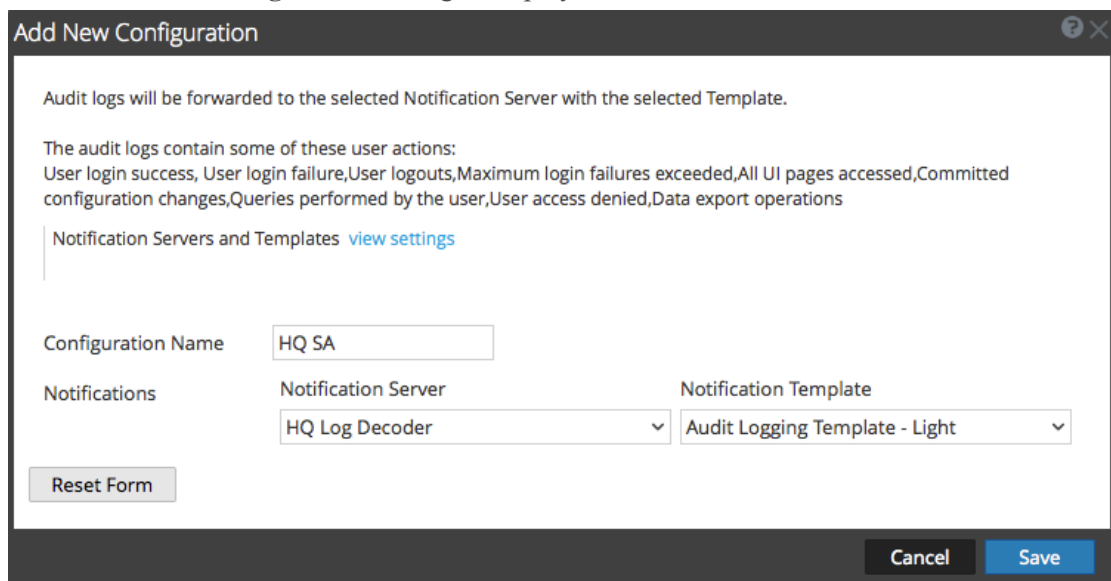 Add New Configuration
Audit logs will be forwarded to the selected Notification Server with the selected Template.
The audit logs contain some of these user actions:
User login success, User login failure,User logouts,Maximum login failures exceeded,All UI pages accessed,Committed
configuration changes,Queries performed by the user,User access denied,Data export operations
Notification Servers and Templates view settings
Configuration Name HQ SA
Notifications Notification Server Notification Template
HQ Log Decoder Audit Logging Template - Light
Reset Form
Cancel Save